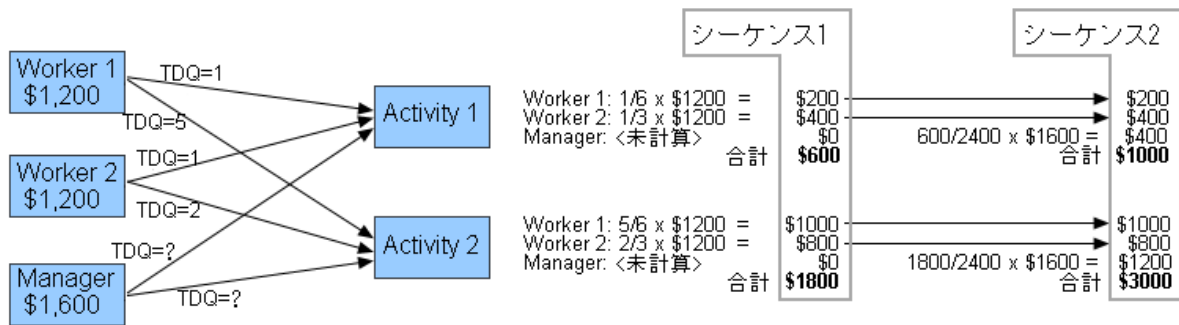 シーケンス1
シーケンス2
Worker 1
$1,200
TDQ=1
TDQ=5
Activity 1
Worker 2
$1,200
TDQ=1
TDQ=2
TDQ=?
Activity 2
Manager
$1,600
TDQ=?
Worker 1: 1/6 x $1200 = $200 $200
Worker 2: 1/3 x $1200 = $400 $400
Manager: <未計算> $0 600/2400 x $1600 = $400
合計 $600 合計 $1000
Worker 1: 5/6 x $1200 = $1000 $1000
Worker 2: 2/3 x $1200 = $800 $800
Manager: <未計算> $0 1800/2400 x $1600 = $1200
合計 $1800 合計 $3000